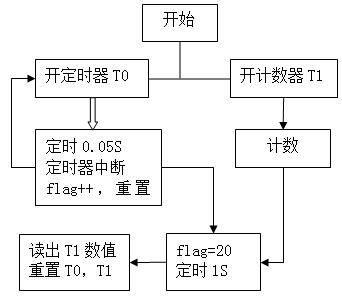 开始
开定时器 T0
开计数器 T1
定时 0.05S
定时器中断
flag++，重置
计数
读出 T1 数值
重置 T0，T1
flag=20
定时 1S